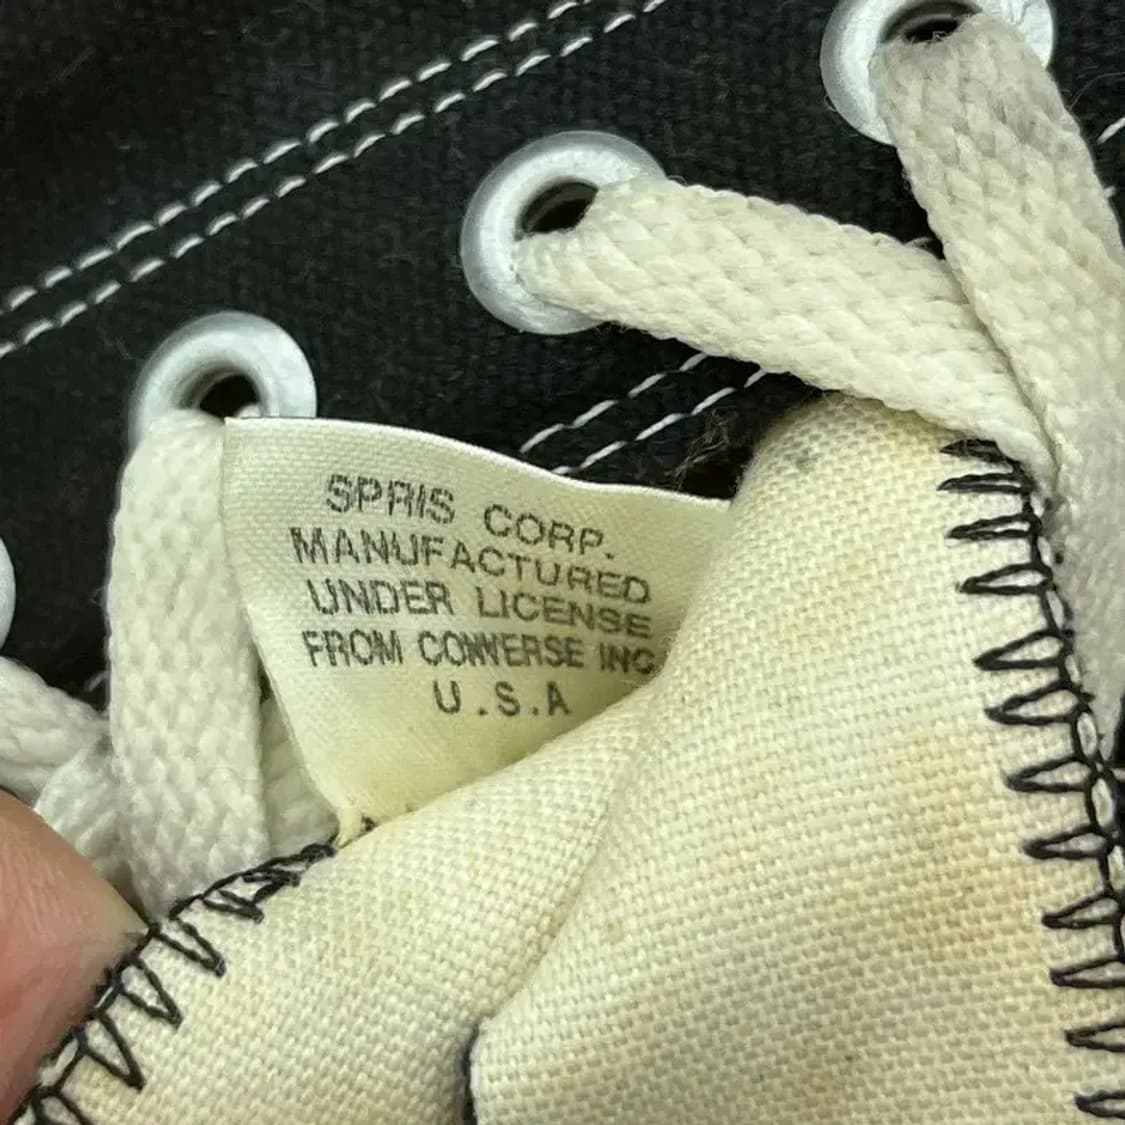 SPRIS CORP.
MANUFACTURED
UNDER LICENSE
FROM CONVERSE INC
U.S.A